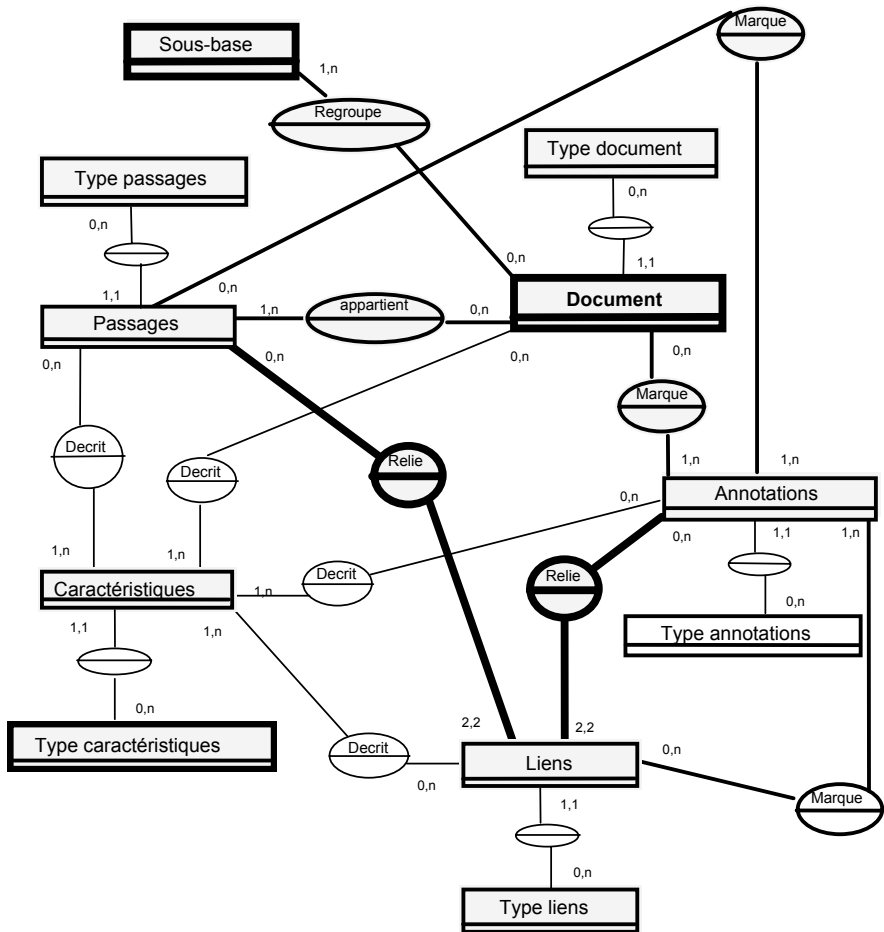 Marque
Sous-base
1,n
Regroupe
Type document
Type passages
0,n
0,n
0,n
1,1
1,1
0,n
1,n
appartient
0,n
Document
Passages
0,n
0,n
0,n
0,n
Marque
Decrit
Decrit
Relie
1,n
1,n
Annotations
0,n
1,n
1,n
0,n
1,1
1,n
Decrit
Relie
Caractéristiques
1,n
0,n
1,1
1,n
Type annotations
0,n
2,2
2,2
Type caractéristiques
Decrit
0,n
Liens
0,n
1,1
Marque
0,n
Type liens